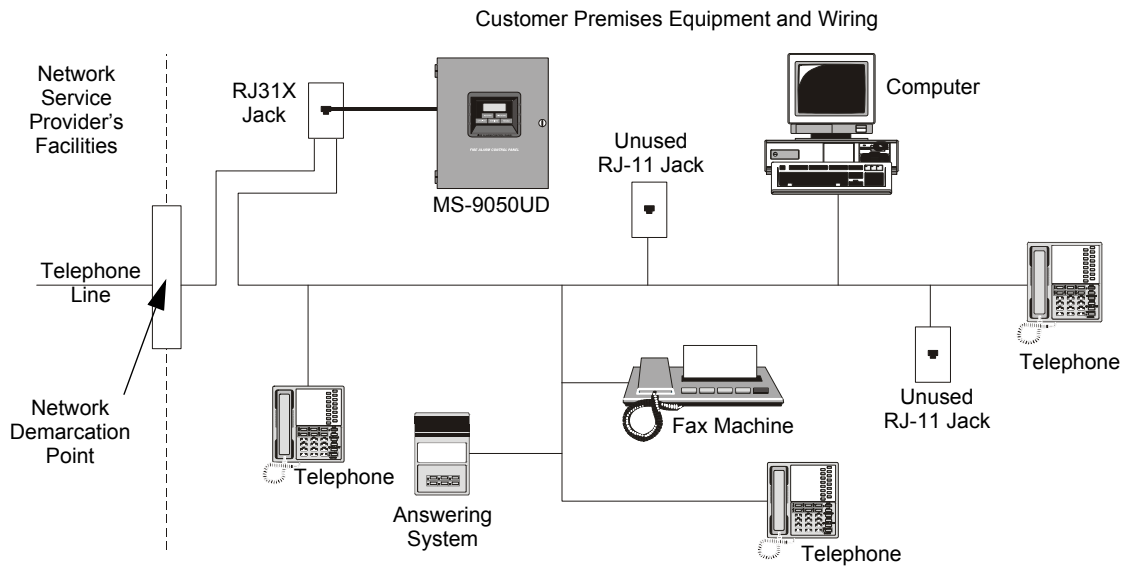 Customer Premises Equipment and Wiring
Network
Service
Provider's
Facilities
RJ31X
Jack
MS-9050UD
Unused
RJ-11 Jack
Computer
Telephone
Line
Telephone
Unused
RJ-11 Jack
Network
Demarcation
Point
Telephone
Fax Machine
Answering
System
Telephone